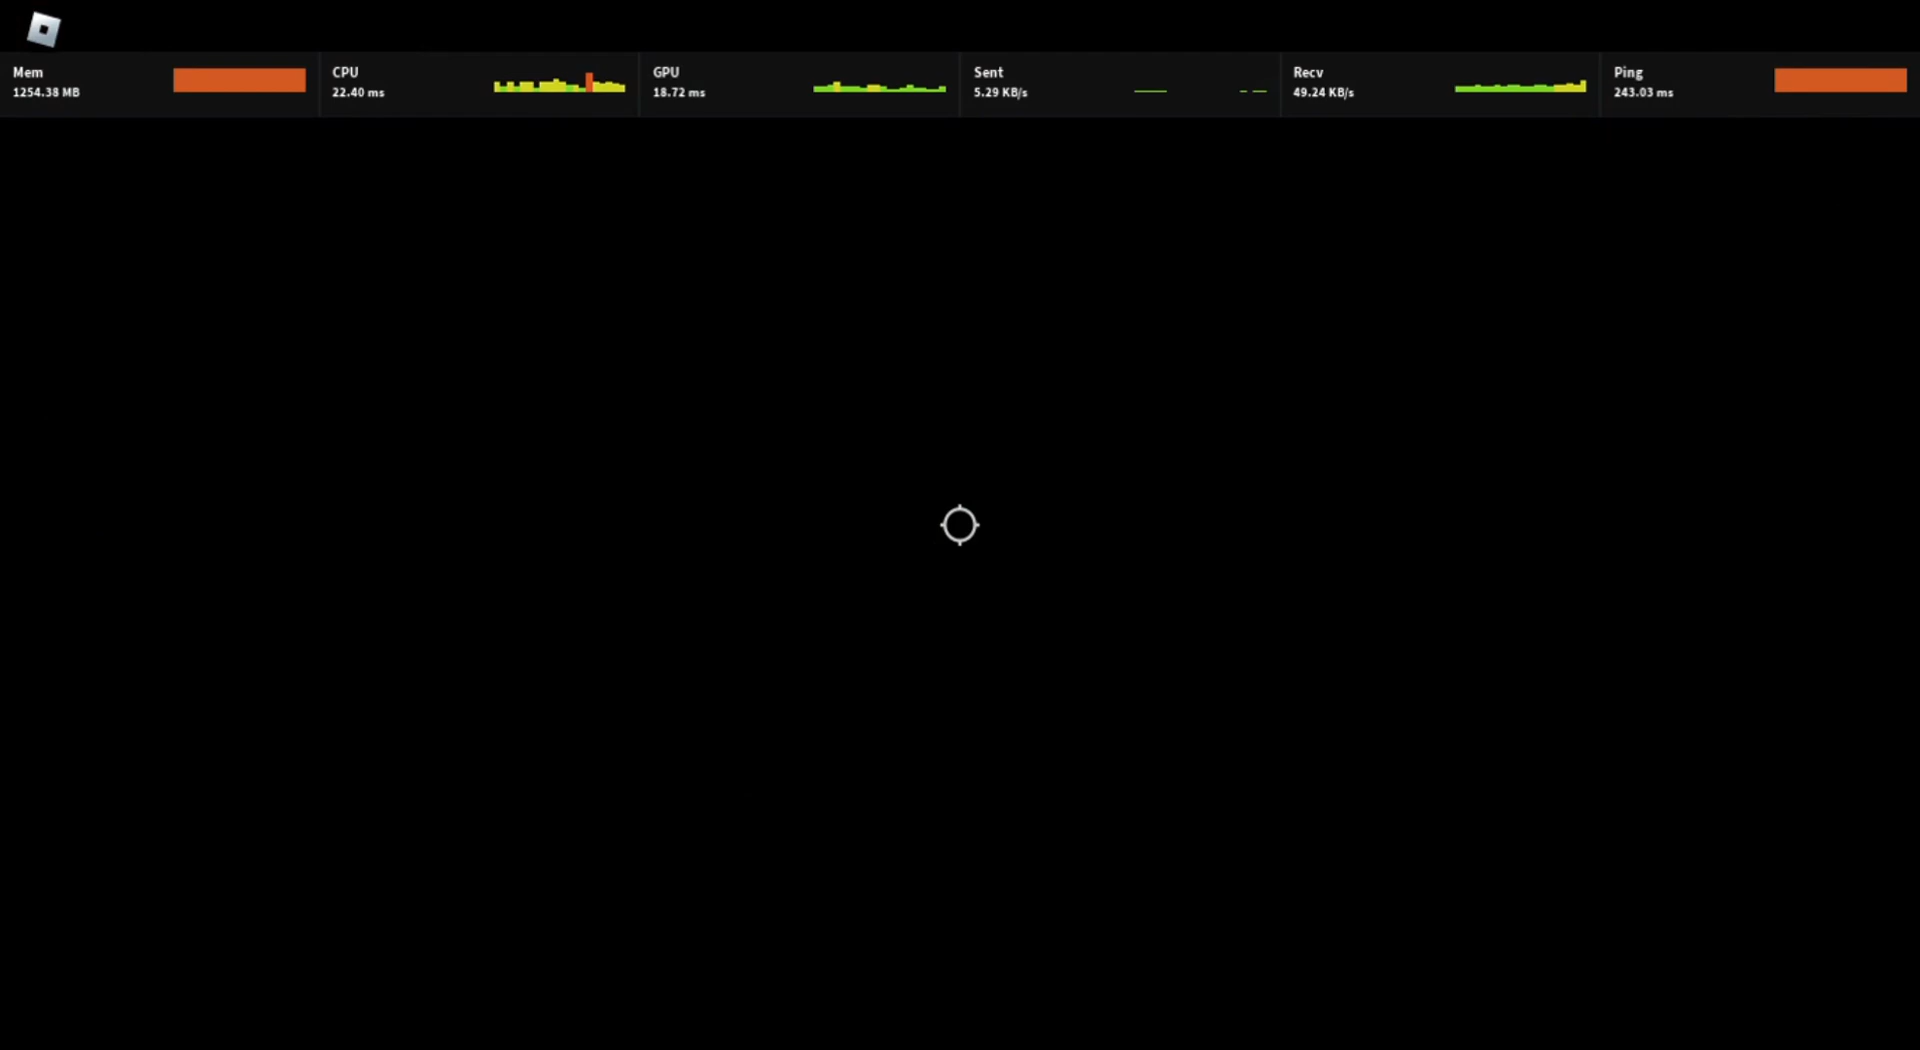 Mem
1254.38 MB
CPU
22.40 ms
GPU
18.72 ms
Sent
5.29 KB/s
Recv
49.24 KB/s
Ping
243.03 ms